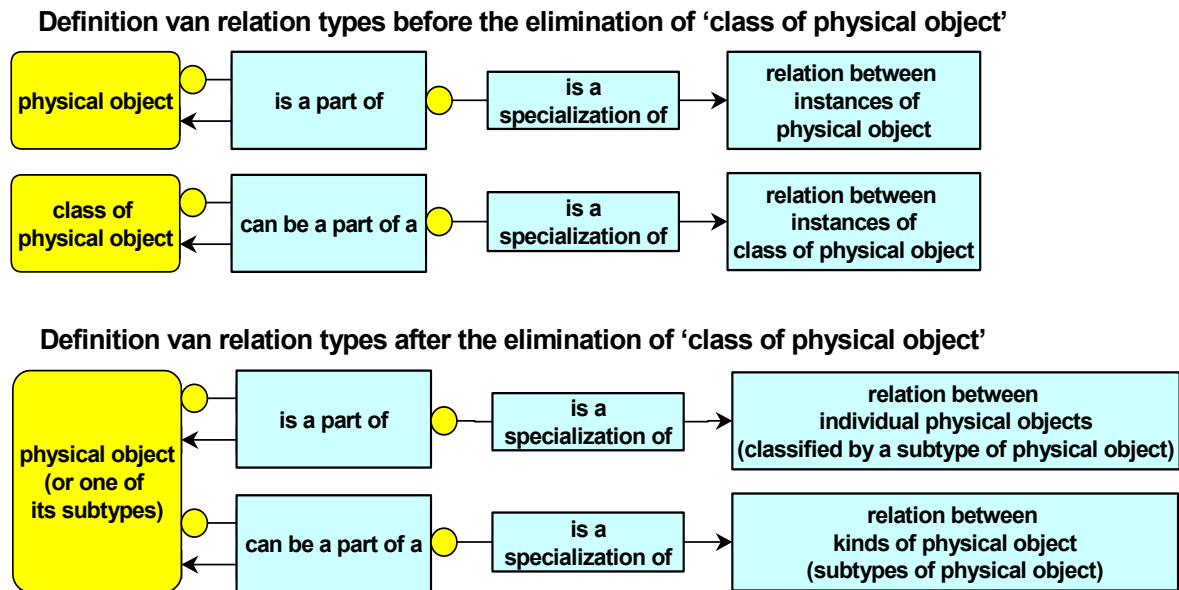 Definition van relation types before the elimination of ‘class of physical object’
physical object
is a part of
is a
specialization of
relation between
instances of
physical object
class of
physical object
can be a part of a
is a
specialization of
relation between
instances of
class of physical object
Definition van relation types after the elimination of ‘class of physical object’
physical object
(or one of
its subtypes)
is a part of
is a
specialization of
relation between
individual physical objects
(classified by a subtype of physical object)
can be a part of a
is a
specialization of
relation between
kinds of physical object
(subtypes of physical object)